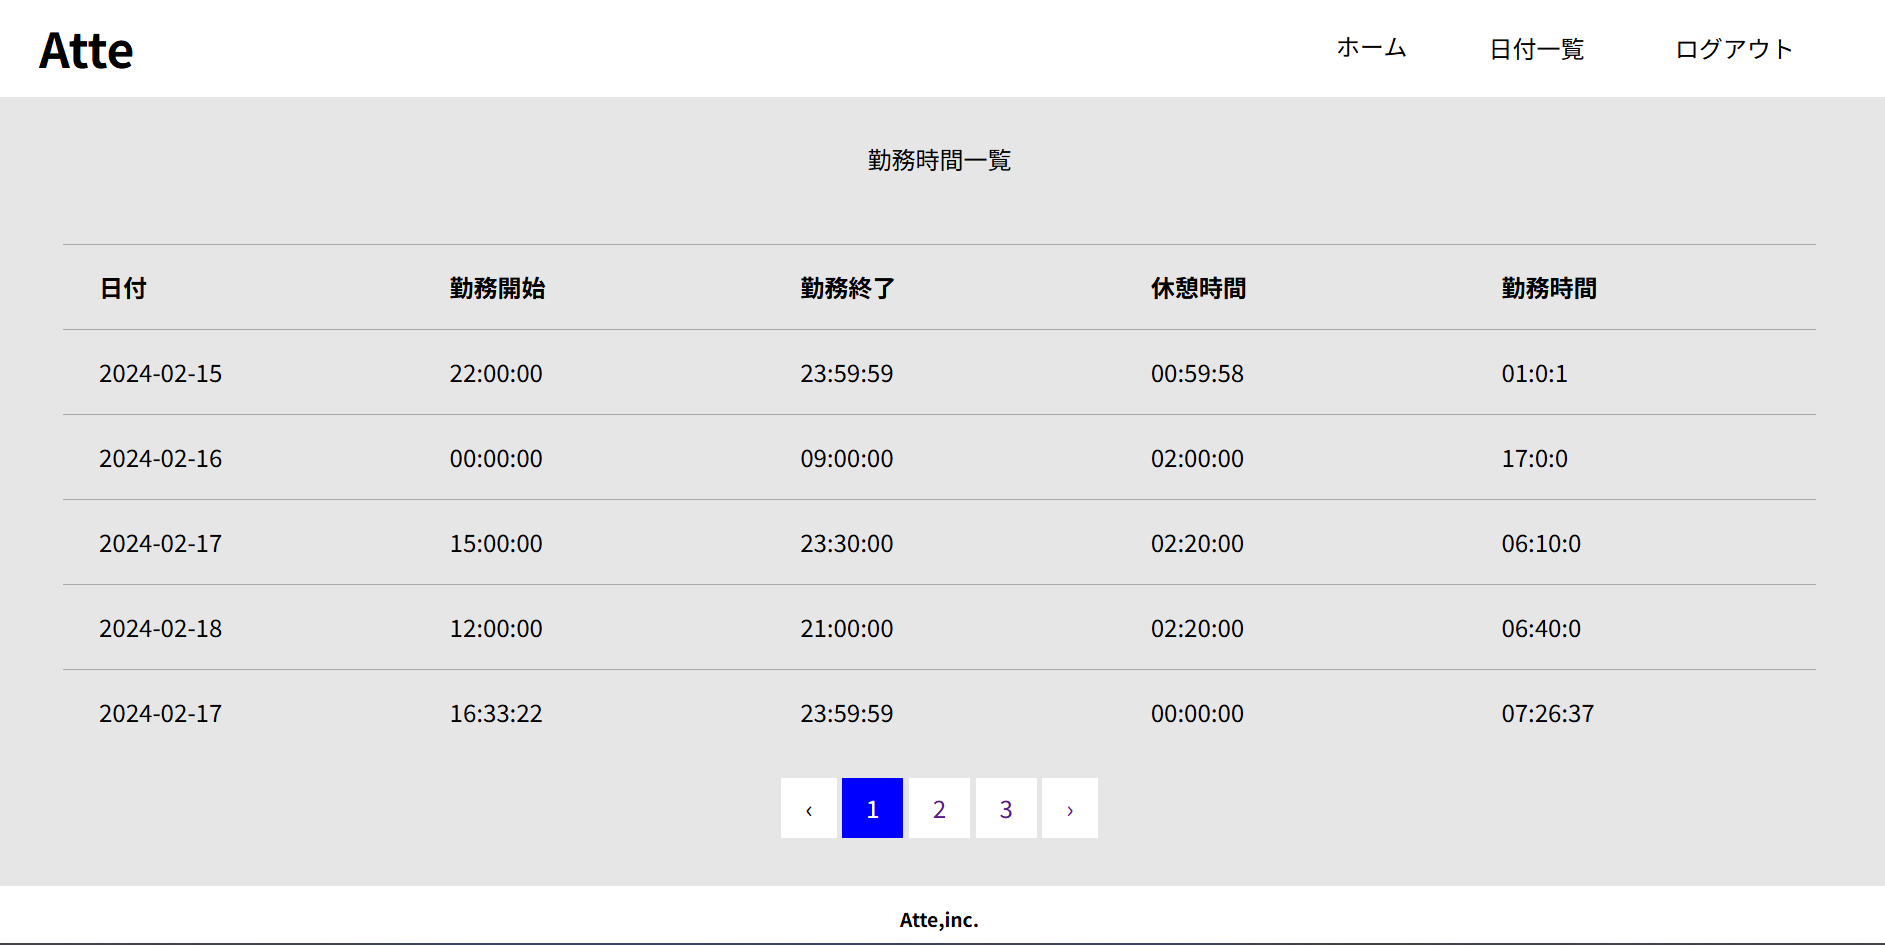 Atte
ホーム 日付一覧 ログアウト
勤務時間一覧
日付 勤務開始 勤務終了 休憩時間 勤務時間
2024-02-15 22:00:00 23:59:59 00:59:58 01:0:1
2024-02-16 00:00:00 09:00:00 02:00:00 17:0:0
2024-02-17 15:00:00 23:30:00 02:20:00 06:10:0
2024-02-18 12:00:00 21:00:00 02:20:00 06:40:0
2024-02-17 16:33:22 23:59:59 00:00:00 07:26:37
‹ 1 2 3 ›
Atte,inc.